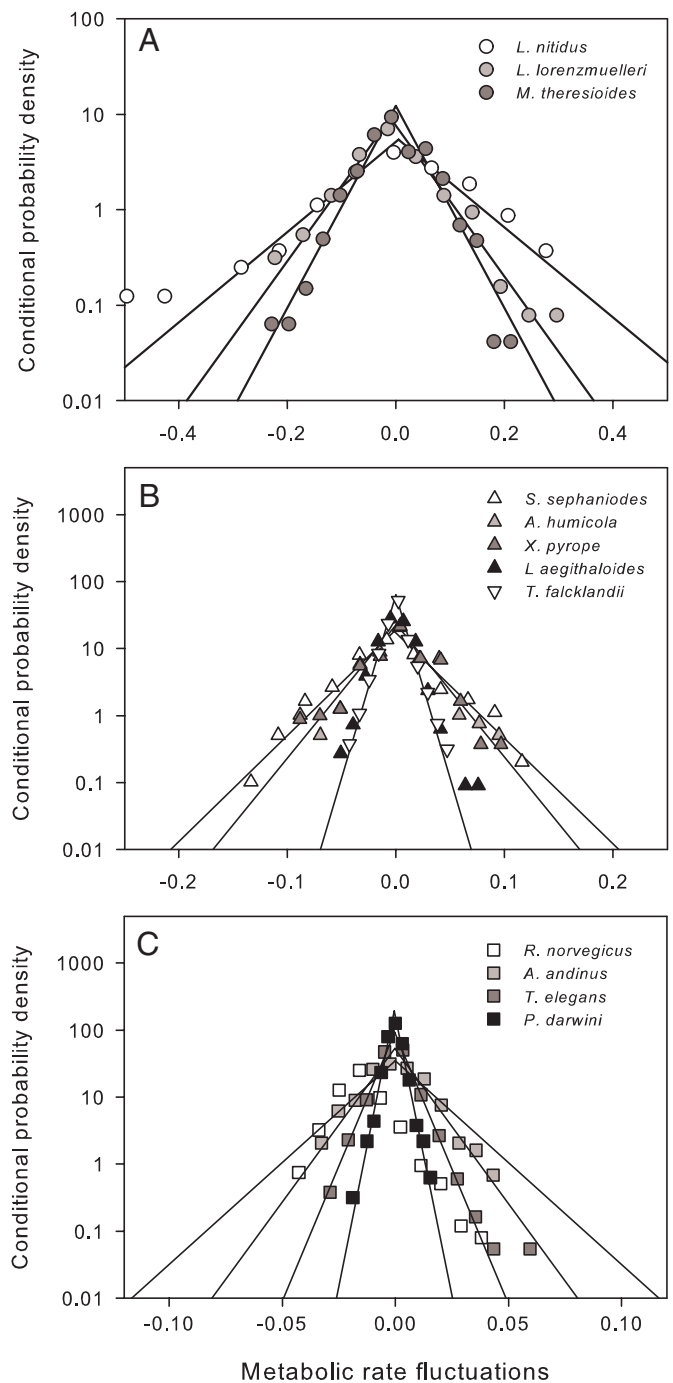 A
100
10
1
0.1
0.01
Conditional probability density
L. nitidus
L. lorenzmuelleri
M. theresioides
-0.4 -0.2 0.0 0.2 0.4
B
1000
100
10
1
0.1
0.01
Conditional probability density
S. sephaniodes
A. humicola
X. pyrope
L aegithaloides
T. falcklandii
-0.2 -0.1 0.0 0.1 0.2
C
1000
100
10
1
0.1
0.01
Conditional probability density
R. norvegicus
A. andinus
T. elegans
P. darwini
-0.10 -0.05 0.00 0.05 0.10
Metabolic rate fluctuations